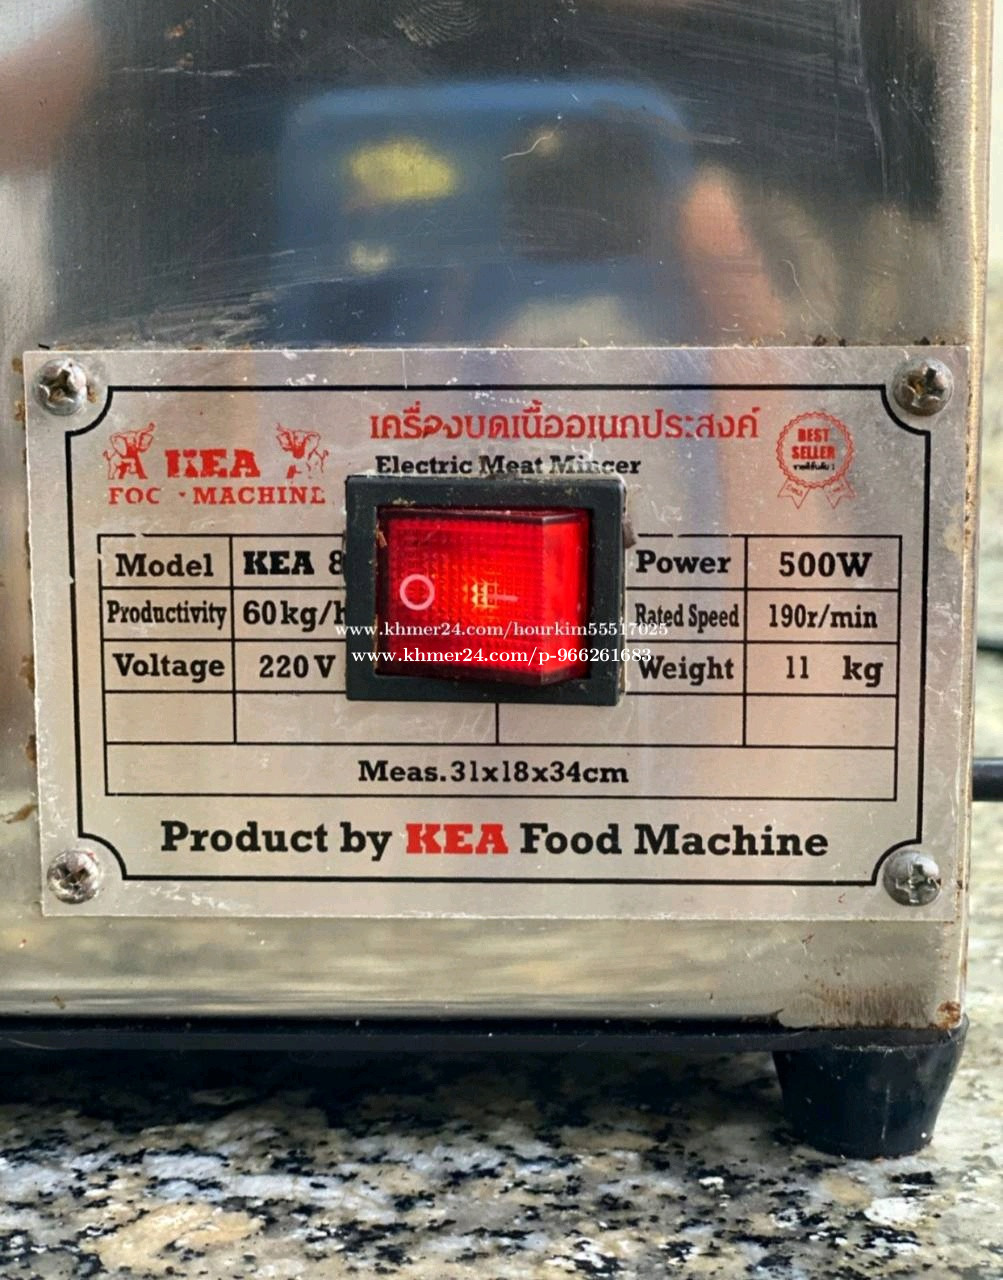 เครื่องบดเนื้ออเนกประสงค์
Electric Meat Mincer
KEA
MACHINE
BEST
SELLER
Model KEA 8 Power 500W
Productivity 60kg/h Rated Speed 190r/min
www.khmer24.com/hourkim55517025
www.khmer24.com/p-966261683
Voltage 220V Weight 11 kg
Meas.31x18x34cm
Product by KEA Food Machine